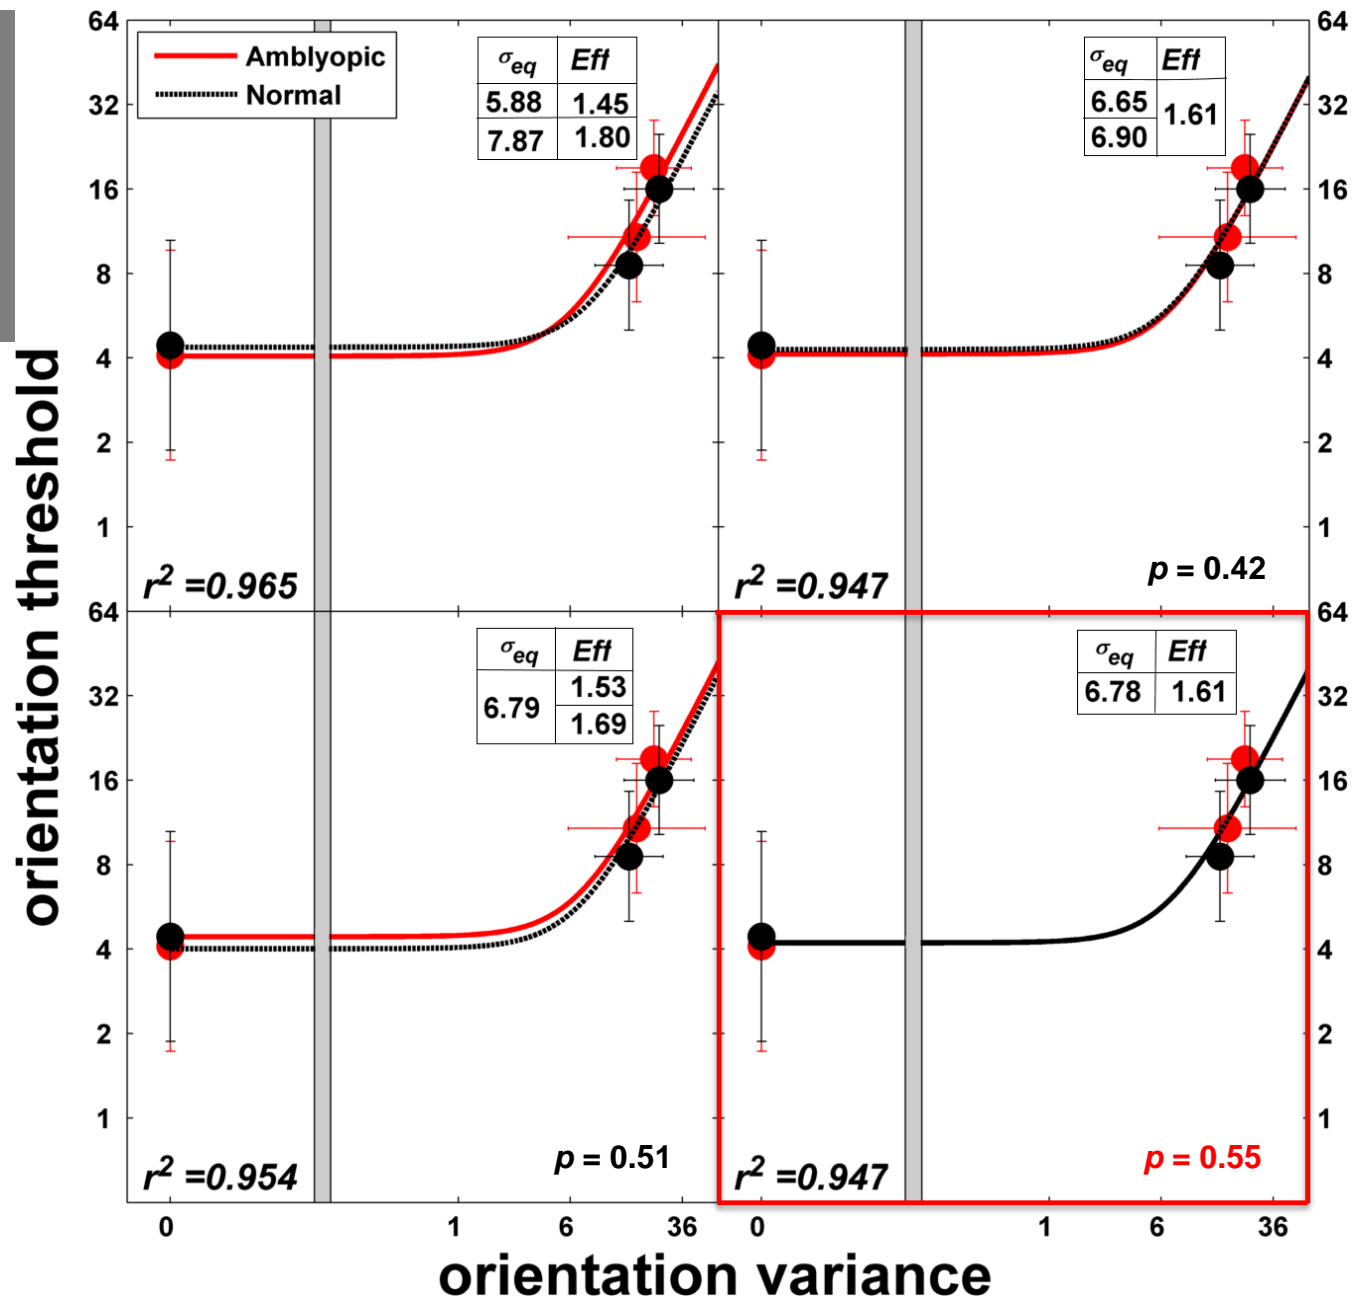 orientation threshold
64
32
16
8
4
2
1
Amblyopic
Normal
σeq Eff
5.88 1.45
7.87 1.80
r² =0.965
64
32
16
8
4
2
1
σeq Eff
6.65 1.61
6.90
r² =0.947
p = 0.42
64
32
16
8
4
2
1
σeq Eff
6.79 1.53
1.69
r² =0.954
p = 0.51
0 1 6 36
64
32
16
8
4
2
1
σeq Eff
6.78 1.61
r² =0.947
p = 0.55
0 1 6 36
orientation variance